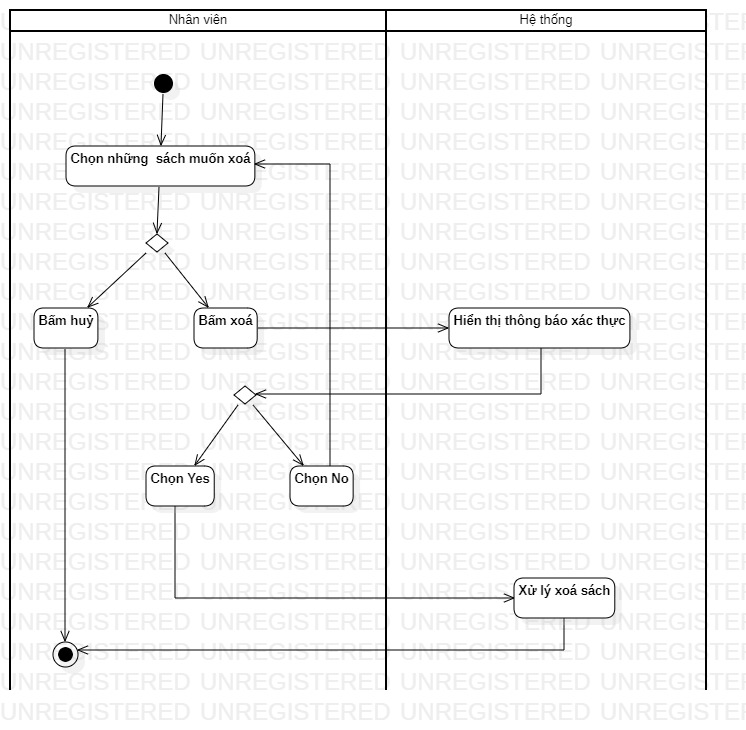 Nhân viên
Hệ thống
Chọn những  sách muốn xoá
Bấm huỷ
Bấm xoá
Hiển thị thông báo xác thực
Chọn Yes
Chọn No
Xử lý xoá sách
UNREGISTERED UNREGISTERED UNREGISTERED UNREGISTERED